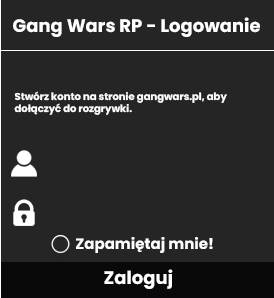 Gang Wars RP - Logowanie
Stwórz konto na stronie gangwars.pl, aby
dołączyć do rozgrywki.
Zapamiętaj mnie!
Zaloguj